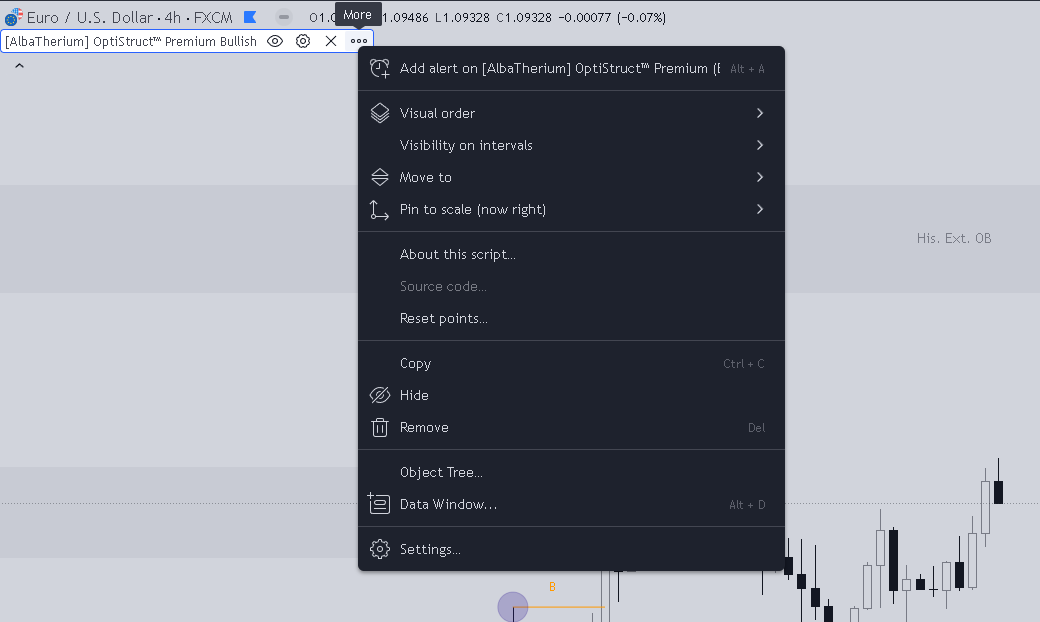 Euro / U.S. Dollar · 4h · FXCM
More
1.09486 L1.09328 C1.09328 −0.00077 (−0.07%)
[AlbaTherium] OptiStruct™ Premium Bullish
Add alert on [AlbaTherium] OptiStruct™ Premium Alt + A
Visual order
Visibility on intervals
Move to
Pin to scale (now right)
His. Ext. OB
About this script...
Source code...
Reset points...
Copy Ctrl + C
Hide
Remove Del
Object Tree...
Data Window... Alt + D
Settings...
B